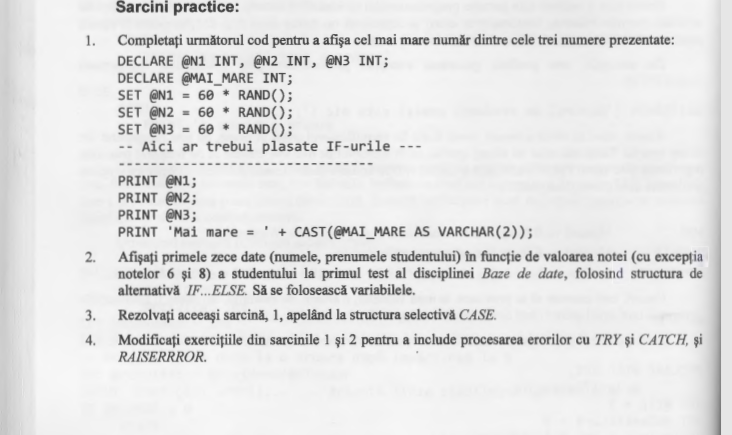 Sarcini practice:
1. Completați următorul cod pentru a afișa cel mai mare număr dintre cele trei numere prezentate:
DECLARE @N1 INT, @N2 INT, @N3 INT;
DECLARE @MAI_MARE INT;
SET @N1 = 60 * RAND();
SET @N2 = 60 * RAND();
SET @N3 = 60 * RAND();
-- Aici ar trebui plasate IF-urile ---
-----------------------------------
PRINT @N1;
PRINT @N2;
PRINT @N3;
PRINT 'Mai mare = ' + CAST(@MAI_MARE AS VARCHAR(2));
2. Afișați primele zece date (numele, prenumele studentului) în funcție de valoarea notei (cu excepția
notelor 6 și 8) a studentului la primul test al disciplinei Baze de date, folosind structura de
alternativă IF...ELSE. Să se folosească variabilele.
3. Rezolvați aceeași sarcină, 1, apelând la structura selectivă CASE.
4. Modificați exercițiile din sarcinile 1 și 2 pentru a include procesarea erorilor cu TRY și CATCH, și
RAISERRROR.